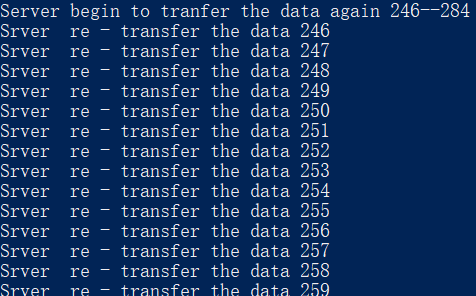 Server begin to tranfer the data again 246--284
Srver  re - transfer the data 246
Srver  re - transfer the data 247
Srver  re - transfer the data 248
Srver  re - transfer the data 249
Srver  re - transfer the data 250
Srver  re - transfer the data 251
Srver  re - transfer the data 252
Srver  re - transfer the data 253
Srver  re - transfer the data 254
Srver  re - transfer the data 255
Srver  re - transfer the data 256
Srver  re - transfer the data 257
Srver  re - transfer the data 258
Srver  re - transfer the data 259